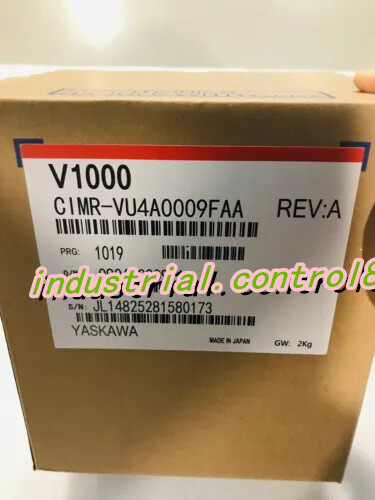 V1000
CIMR-VU4A0009FAA REV:A
PRG: 1019
industrial.control8
S/N: JL14825281580173
YASKAWA MADE IN JAPAN GW: 2Kg